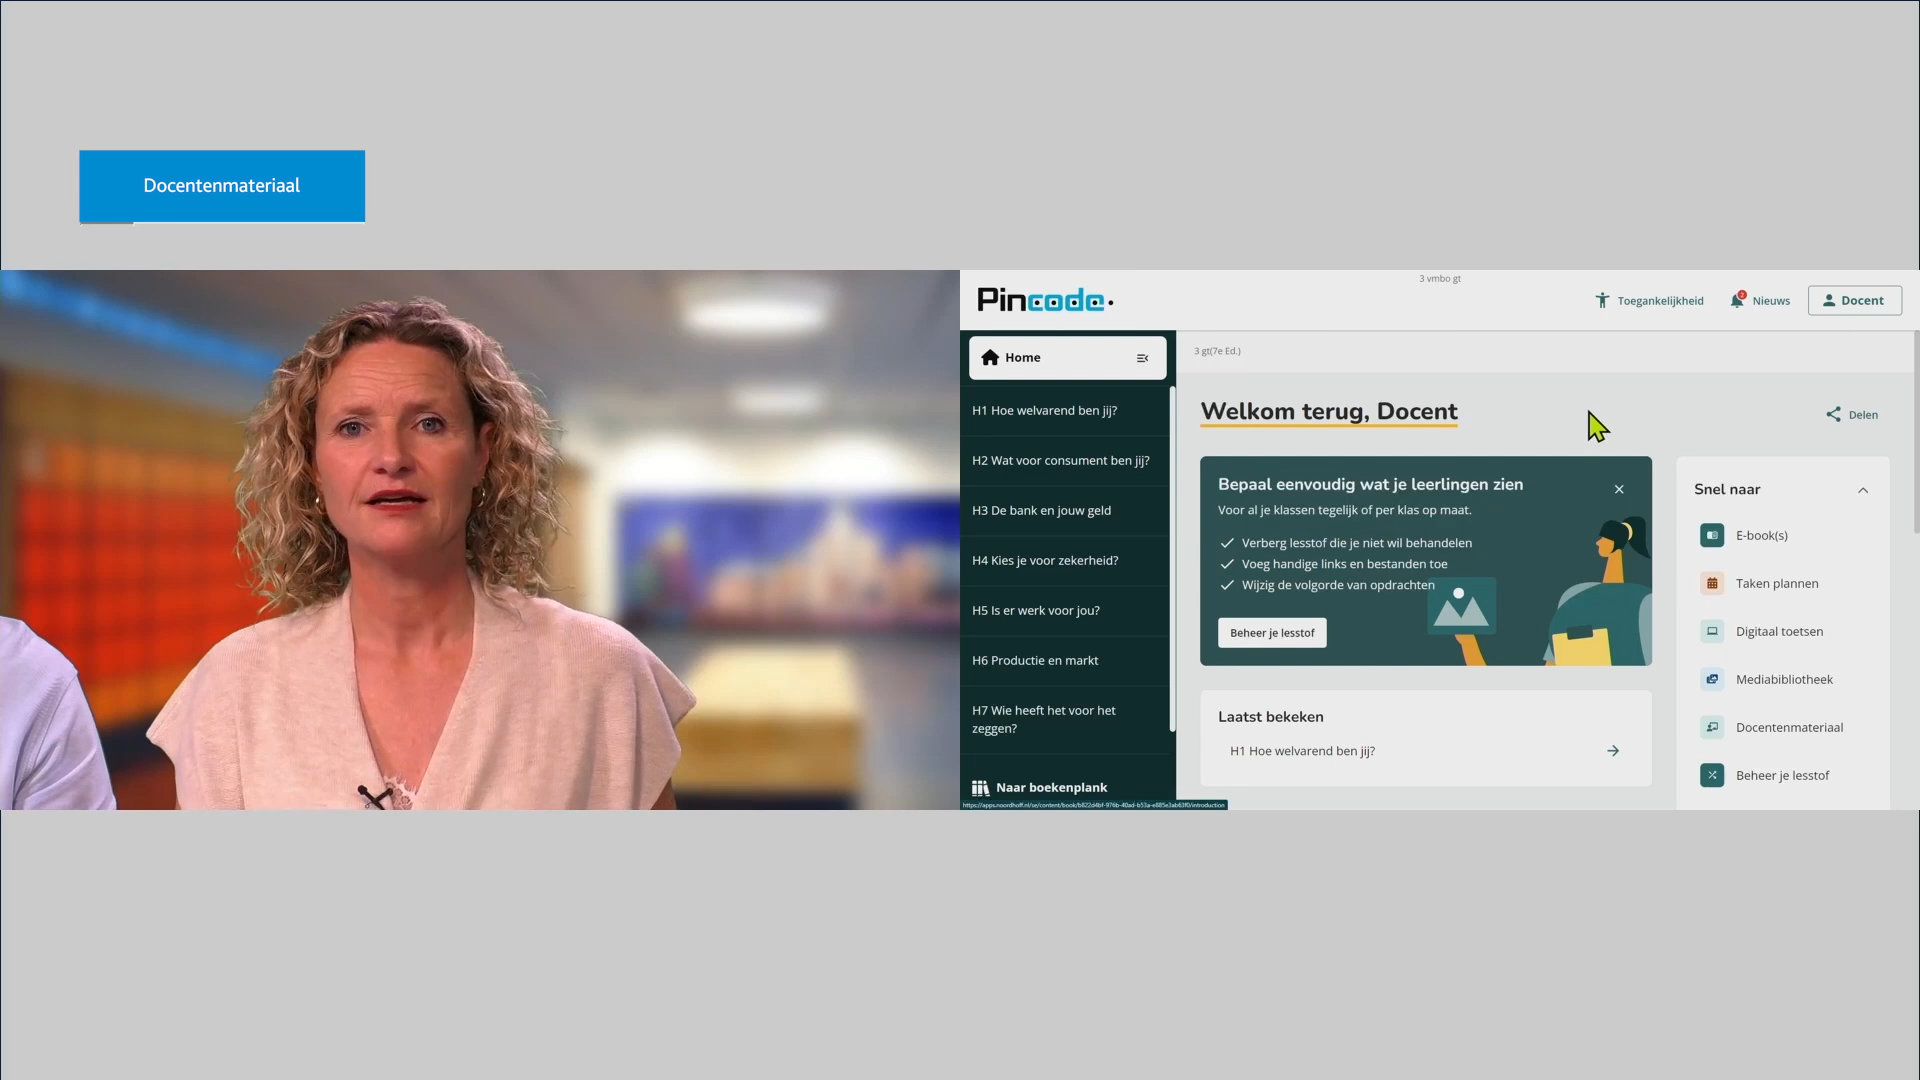 Docentenmateriaal
Pincode
3 vmbo gt
Toegankelijkheid
2
Nieuws
Docent
Home
3 gt(7e Ed.)
H1 Hoe welvarend ben jij?
H2 Wat voor consument ben jij?
H3 De bank en jouw geld
H4 Kies je voor zekerheid?
H5 Is er werk voor jou?
H6 Productie en markt
H7 Wie heeft het voor het
zeggen?
Naar boekenplank
Welkom terug, Docent
Delen
Bepaal eenvoudig wat je leerlingen zien
Voor al je klassen tegelijk of per klas op maat.
Verberg lesstof die je niet wil behandelen
Voeg handige links en bestanden toe
Wijzig de volgorde van opdrachten
Beheer je lesstof
Laatst bekeken
H1 Hoe welvarend ben jij?
Snel naar
E-book(s)
Taken plannen
Digitaal toetsen
Mediabibliotheek
Docentenmateriaal
Beheer je lesstof